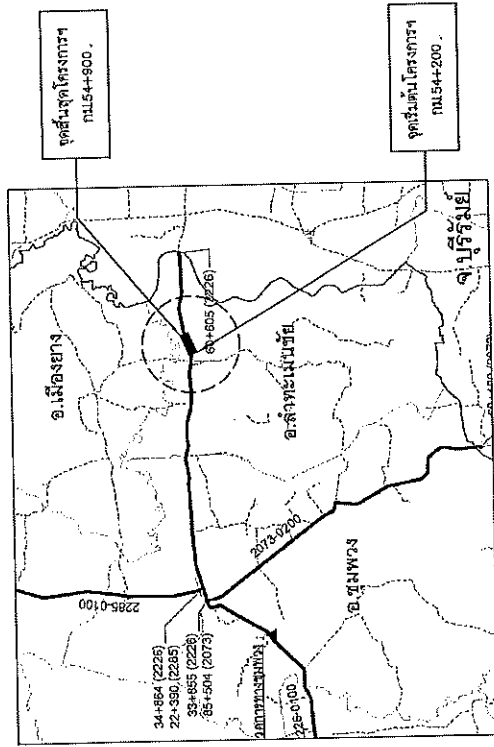 จุดสิ้นสุดโครงการฯ
กม.54+900.
จุดเริ่มต้นโครงการฯ
กม.54+200.
อ.เมืองยาง
60+605 (2226)
อ.ลำทะเมนชัย
จ.บุรีรัมย์
2285-0100
34+864 (2226)
22+390 (2285)
33+655 (2226)
85+504 (2073)
2073-0200
อ.ชุมพวง